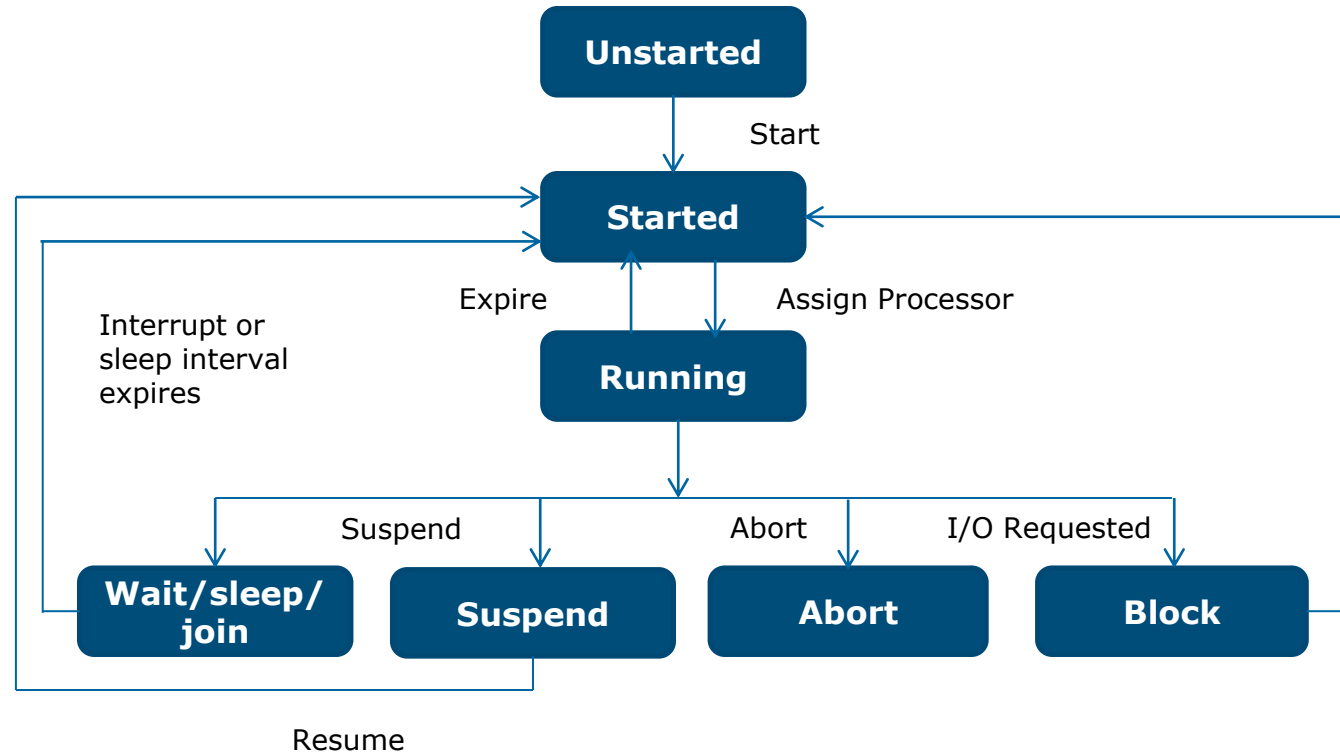 Unstarted
Start
Started
Expire
Assign Processor
Interrupt or
sleep interval
expires
Running
Suspend
Abort
I/O Requested
Wait/sleep/
join
Suspend
Abort
Block
Resume